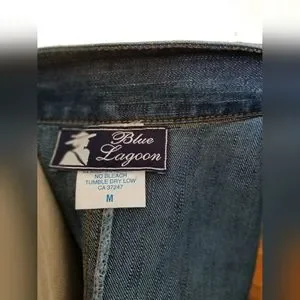 Blue
Lagoon
NO BLEACH
TUMBLE DRY LOW
CA 37247
M